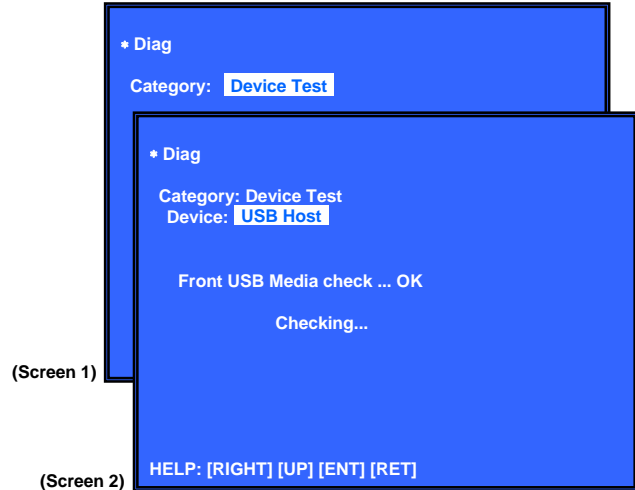 * Diag
Category: Device Test
* Diag
Category: Device Test
Device: USB Host
Front USB Media check ... OK
Checking...
(Screen 1)
HELP: [RIGHT] [UP] [ENT] [RET]
(Screen 2)